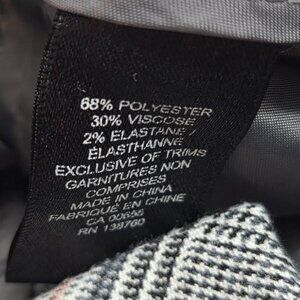 68% POLYESTER
30% VISCOSE
2% ELASTANE /
ÉLASTHANNE
EXCLUSIVE OF TRIMS
GARNITURES NON
COMPRISES
MADE IN CHINA
FABRIQUÉ EN CHINE
CA 00656
RN 138760